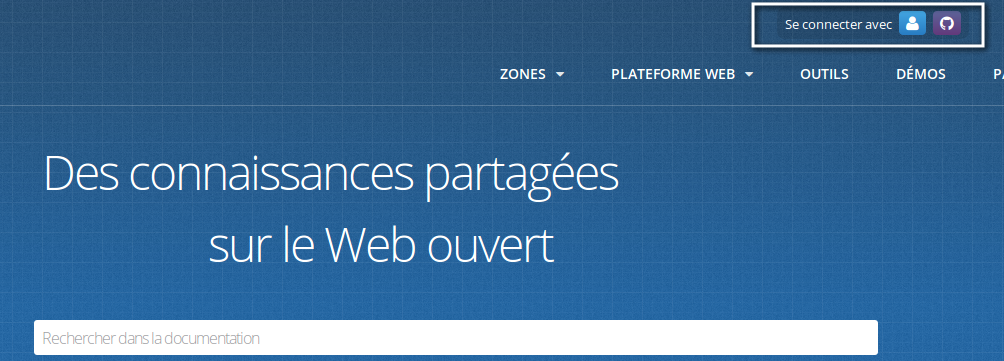 Se connecter avec
ZONES PLATEFORME WEB OUTILS DÉMOS
Des connaissances partagées
sur le Web ouvert
Rechercher dans la documentation